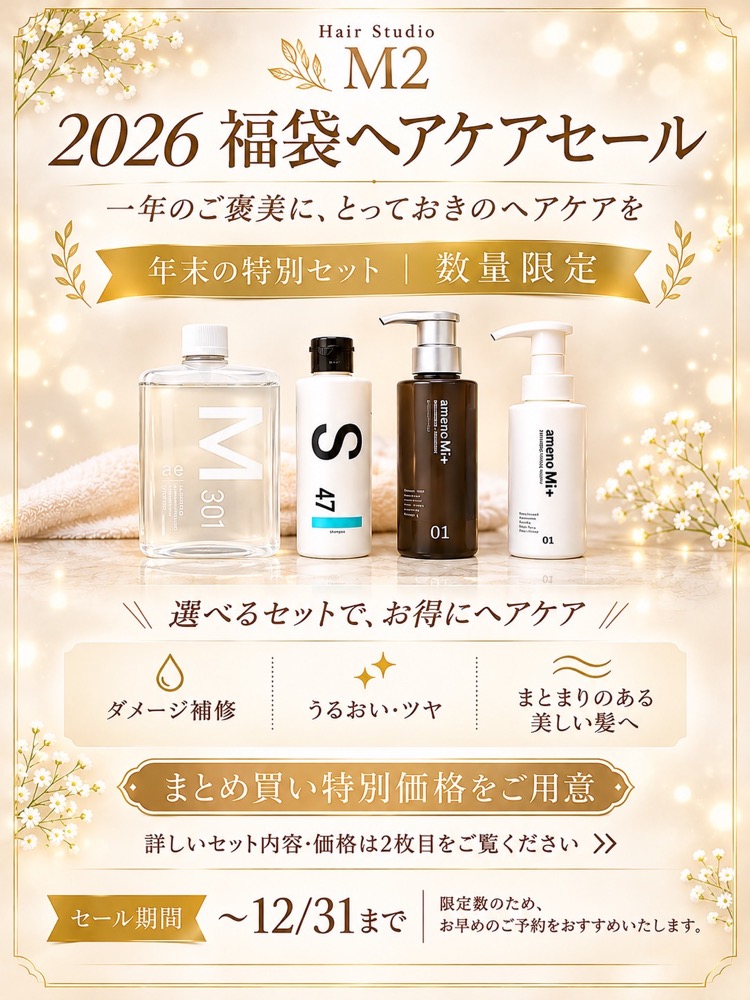 Hair Studio
M2
2026 福袋ヘアケアセール
一年のご褒美に、とっておきのヘアケアを
年末の特別セット | 数量限定
M
301
ae
S
47
shampoo
ameno Mi+
01
ameno Mi+
01
選べるセットで、お得にヘアケア
ダメージ補修
うるおい・ツヤ
まとまりのある
美しい髪へ
まとめ買い特別価格をご用意
詳しいセット内容・価格は2枚目をご覧ください
セール期間
〜12/31まで
限定数のため、
お早めのご予約をおすすめいたします。